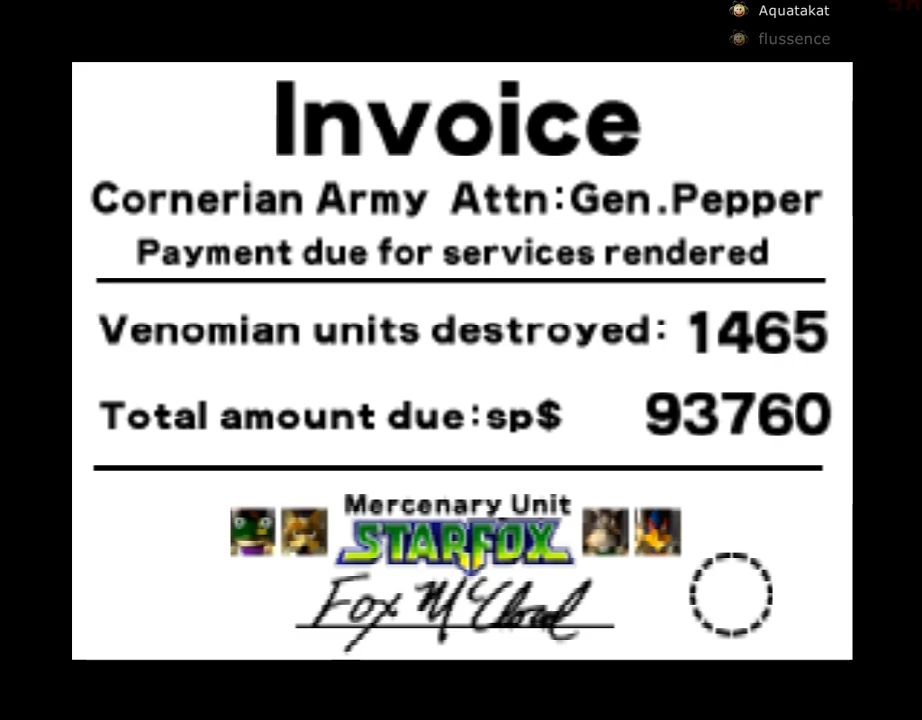 Aquatakat
flussence
Invoice
Cornerian Army Attn:Gen.Pepper
Payment due for services rendered
Venomian units destroyed: 1465
Total amount due:sp$ 93760
Mercenary Unit
STARFOX
Fox McCloud